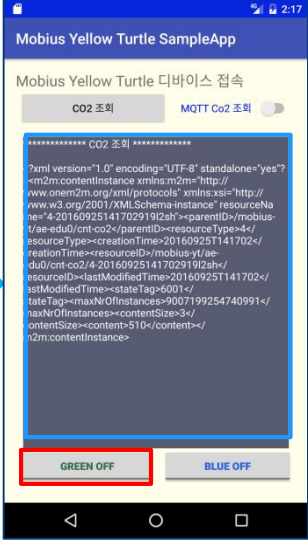 4G 2:17
Mobius Yellow Turtle SampleApp
Mobius Yellow Turtle 디바이스 접속
CO2 조회 MQTT Co2 조회
************* CO2 조회 *************
?xml version="1.0" encoding="UTF-8" standalone="yes"?
<m2m:contentInstance xmlns:m2m="http://
www.onem2m.org/xml/protocols" xmlns:xsi="http://
www.w3.org/2001/XMLSchema-instance" resourceNa
me="4-20160925141702919I2sh"><parentID>/mobius-
yt/ae-edu0/cnt-co2</parentID><resourceType>4</
resourceType><creationTime>20160925T141702</
creationTime><resourceID>/mobius-yt/ae-
edu0/cnt-co2/4-20160925141702919I2sh</
resourceID><lastModifiedTime>20160925T141702</
lastModifiedTime><stateTag>6001</
stateTag><maxNrOfInstances>9007199254740991</
maxNrOfInstances><contentSize>3</
contentSize><content>510</content></
m2m:contentInstance>
GREEN OFF BLUE OFF